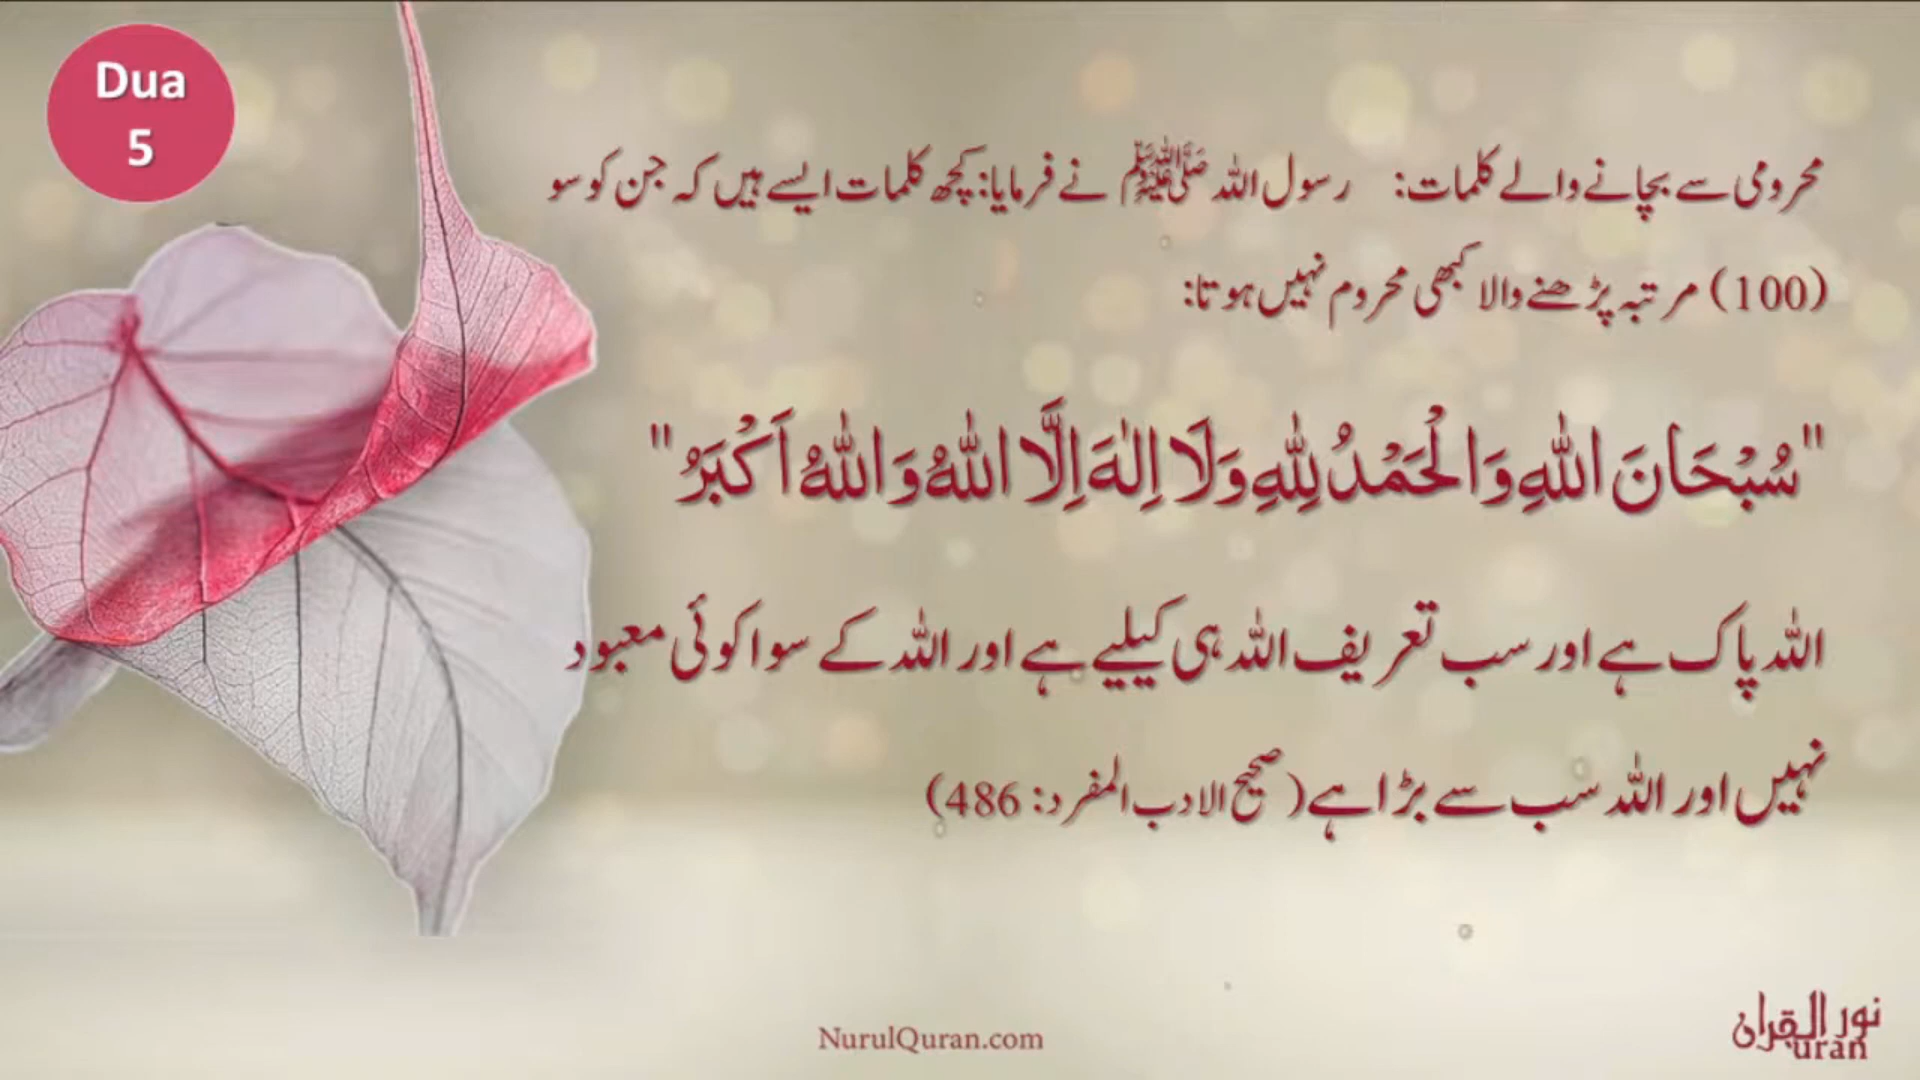 Dua
5
محرومی سے بچانے والے کلمات: رسول اللہ ﷺ نے فرمایا: کچھ کلمات ایسے ہیں کہ جن کو سو
(100) مرتبہ پڑھنے والا کبھی محروم نہیں ہوتا:
"سُبْحَانَ اللهِ وَالْحَمْدُ لِلّٰهِ وَلَا اِلٰهَ اِلَّا اللهُ وَاللهُ اَكْبَرُ"
اللہ پاک ہے اور سب تعریف اللہ ہی کیلیے ہے اور اللہ کے سوا کوئی معبود
نہیں اور اللہ سب سے بڑا ہے (صحیح الادب المفرد: 486)
NurulQuran.com
نور القرآن
uran